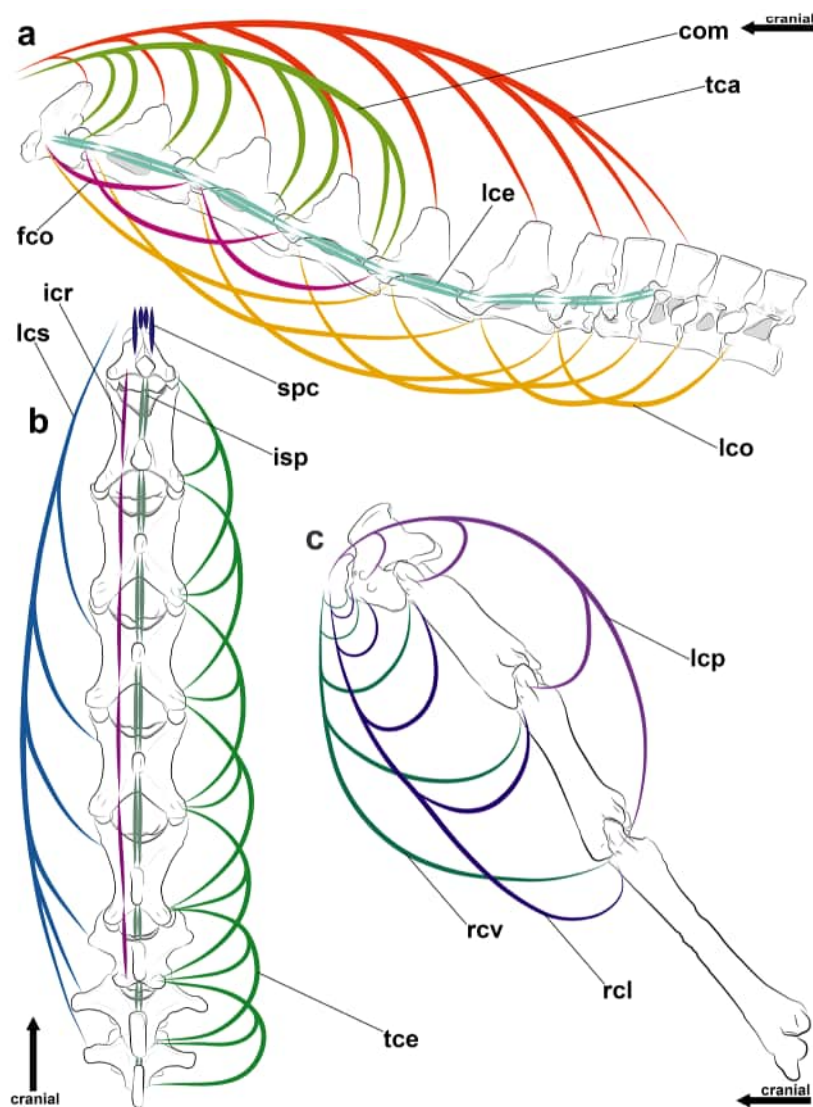 a
cranial
com
tca
lce
fco
icr
lcs
spc
b
isp
lco
c
lcp
rcv
rcl
tce
cranial
cranial